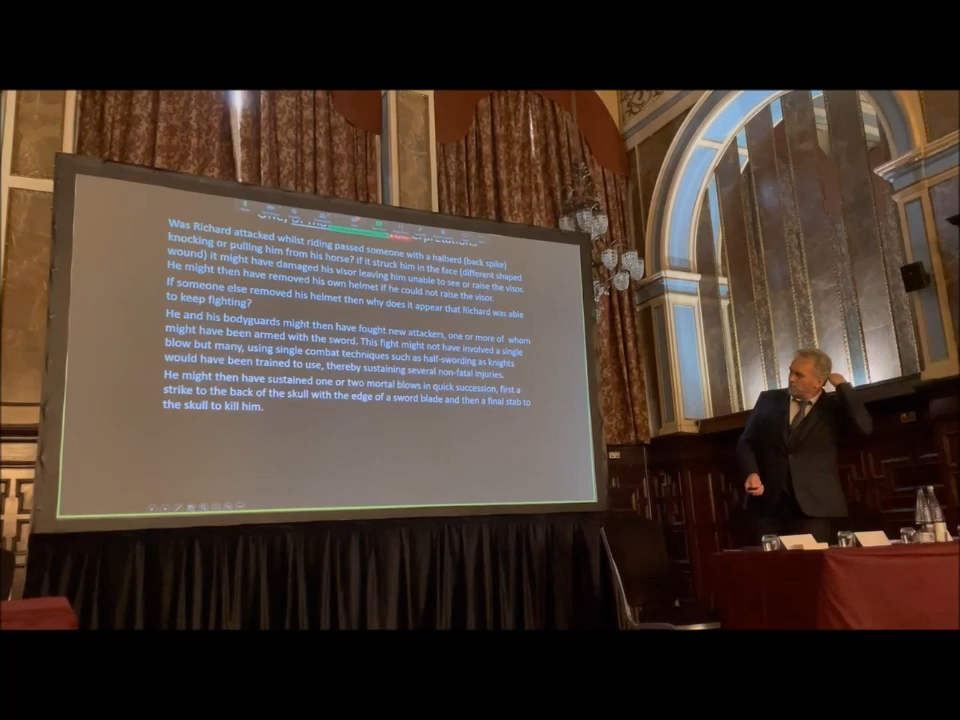 Was Richard attacked whilst riding passed someone with a halberd (back spike)
knocking or pulling him from his horse? If it struck him in the face (different shaped
wound) it might have damaged his visor leaving him unable to see or raise the visor.
He might then have removed his own helmet if he could not raise the visor.
If someone else removed his helmet then why does it appear that Richard was able
to keep fighting?
He and his bodyguards might then have fought new attackers, one or more of whom
might have been armed with the sword. This fight might not have involved a single
blow but many, using single combat techniques such as half-swording as knights
would have been trained to use, thereby sustaining several non-fatal injuries.
He might then have sustained one or two mortal blows in quick succession, first a
strike to the back of the skull with the edge of a sword blade and then a final stab to
the skull to kill him.